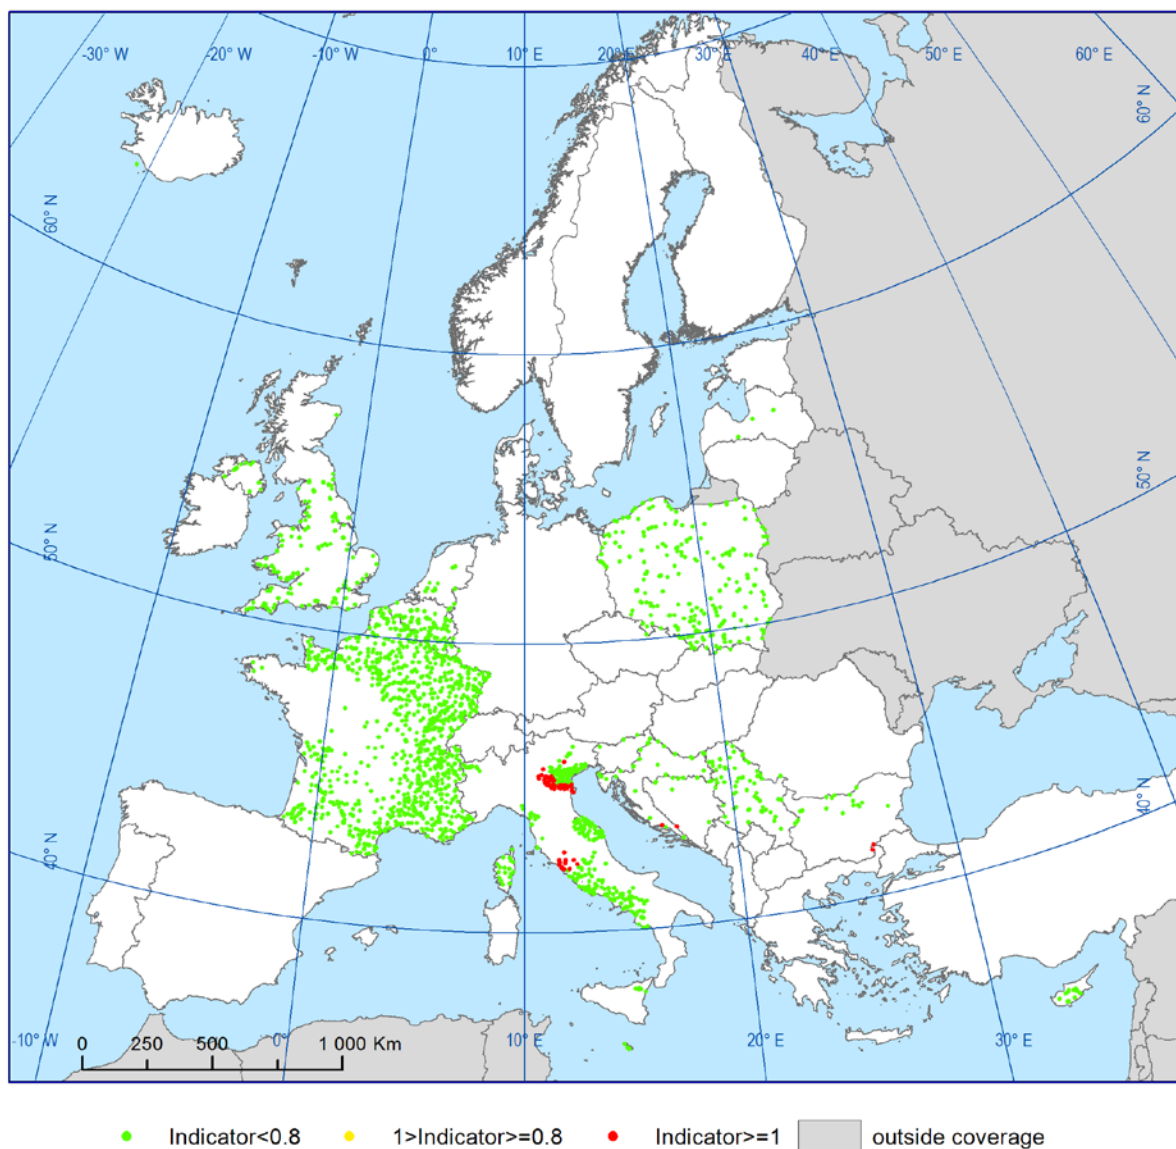 -30° W -20° W -10° W 0° 10° E 20° E 30° E 40° E 50° E 60° E
60° N
60° N
50° N
50° N
40° N
40° N
0 250 500 1 000 Km
-10° W 0° 10° E 20° E 30° E
Indicator<0.8 1>Indicator>=0.8 Indicator>=1 outside coverage